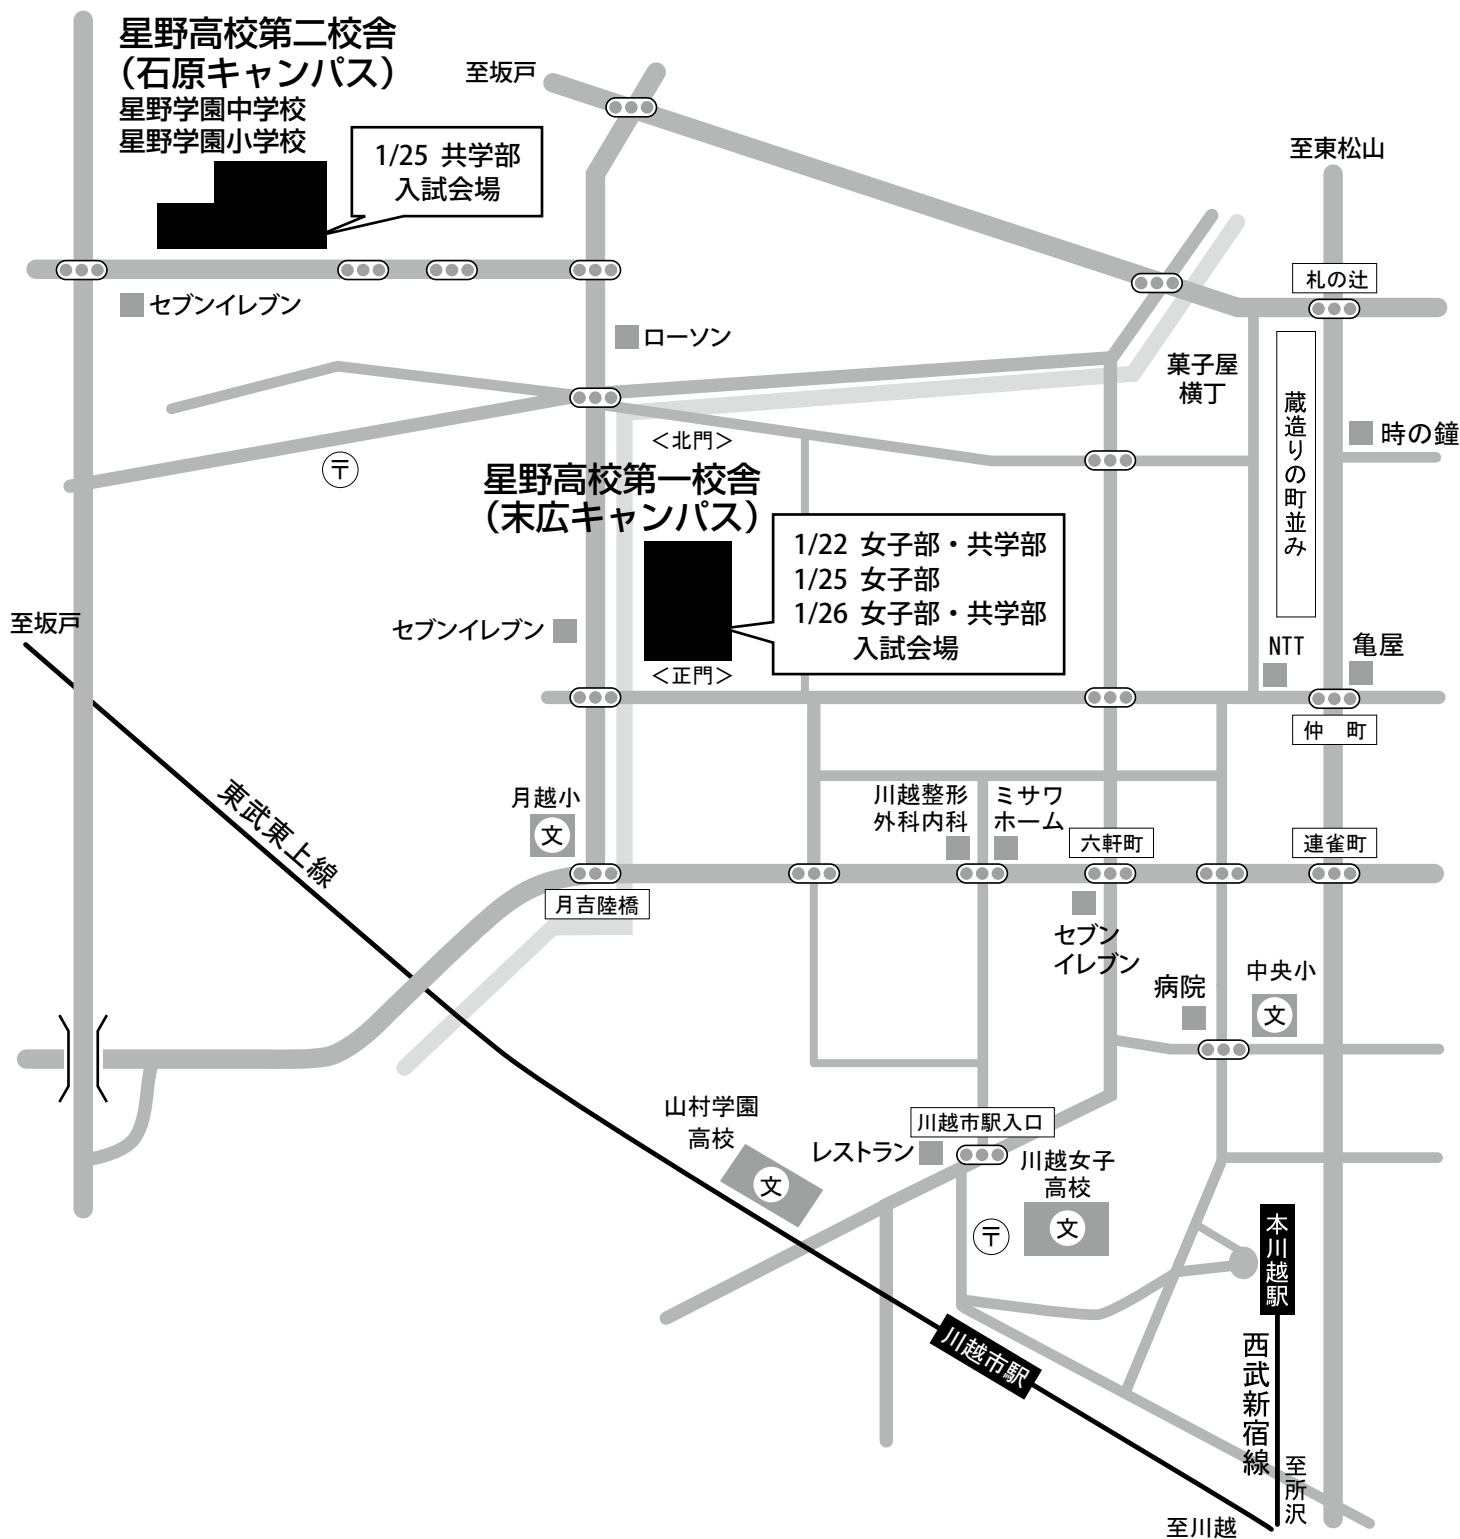 星野高校第二校舎
（石原キャンパス）
星野学園中学校
星野学園小学校
1/25 共学部
入試会場
至坂戸
至東松山
札の辻
セブンイレブン
ローソン
菓子屋
横丁
蔵造りの町並み
時の鐘
〒
＜北門＞
星野高校第一校舎
（末広キャンパス）
1/22 女子部・共学部
1/25 女子部
1/26 女子部・共学部
入試会場
セブンイレブン
＜正門＞
至坂戸
NTT
亀屋
仲　町
東武東上線
月越小
文
川越整形
外科内科
ミサワ
ホーム
六軒町
連雀町
月吉陸橋
セブン
イレブン
病院
中央小
文
山村学園
高校
文
川越市駅入口
レストラン
川越女子
高校
文
〒
本川越駅
川越市駅
西武新宿線
至所沢
至川越